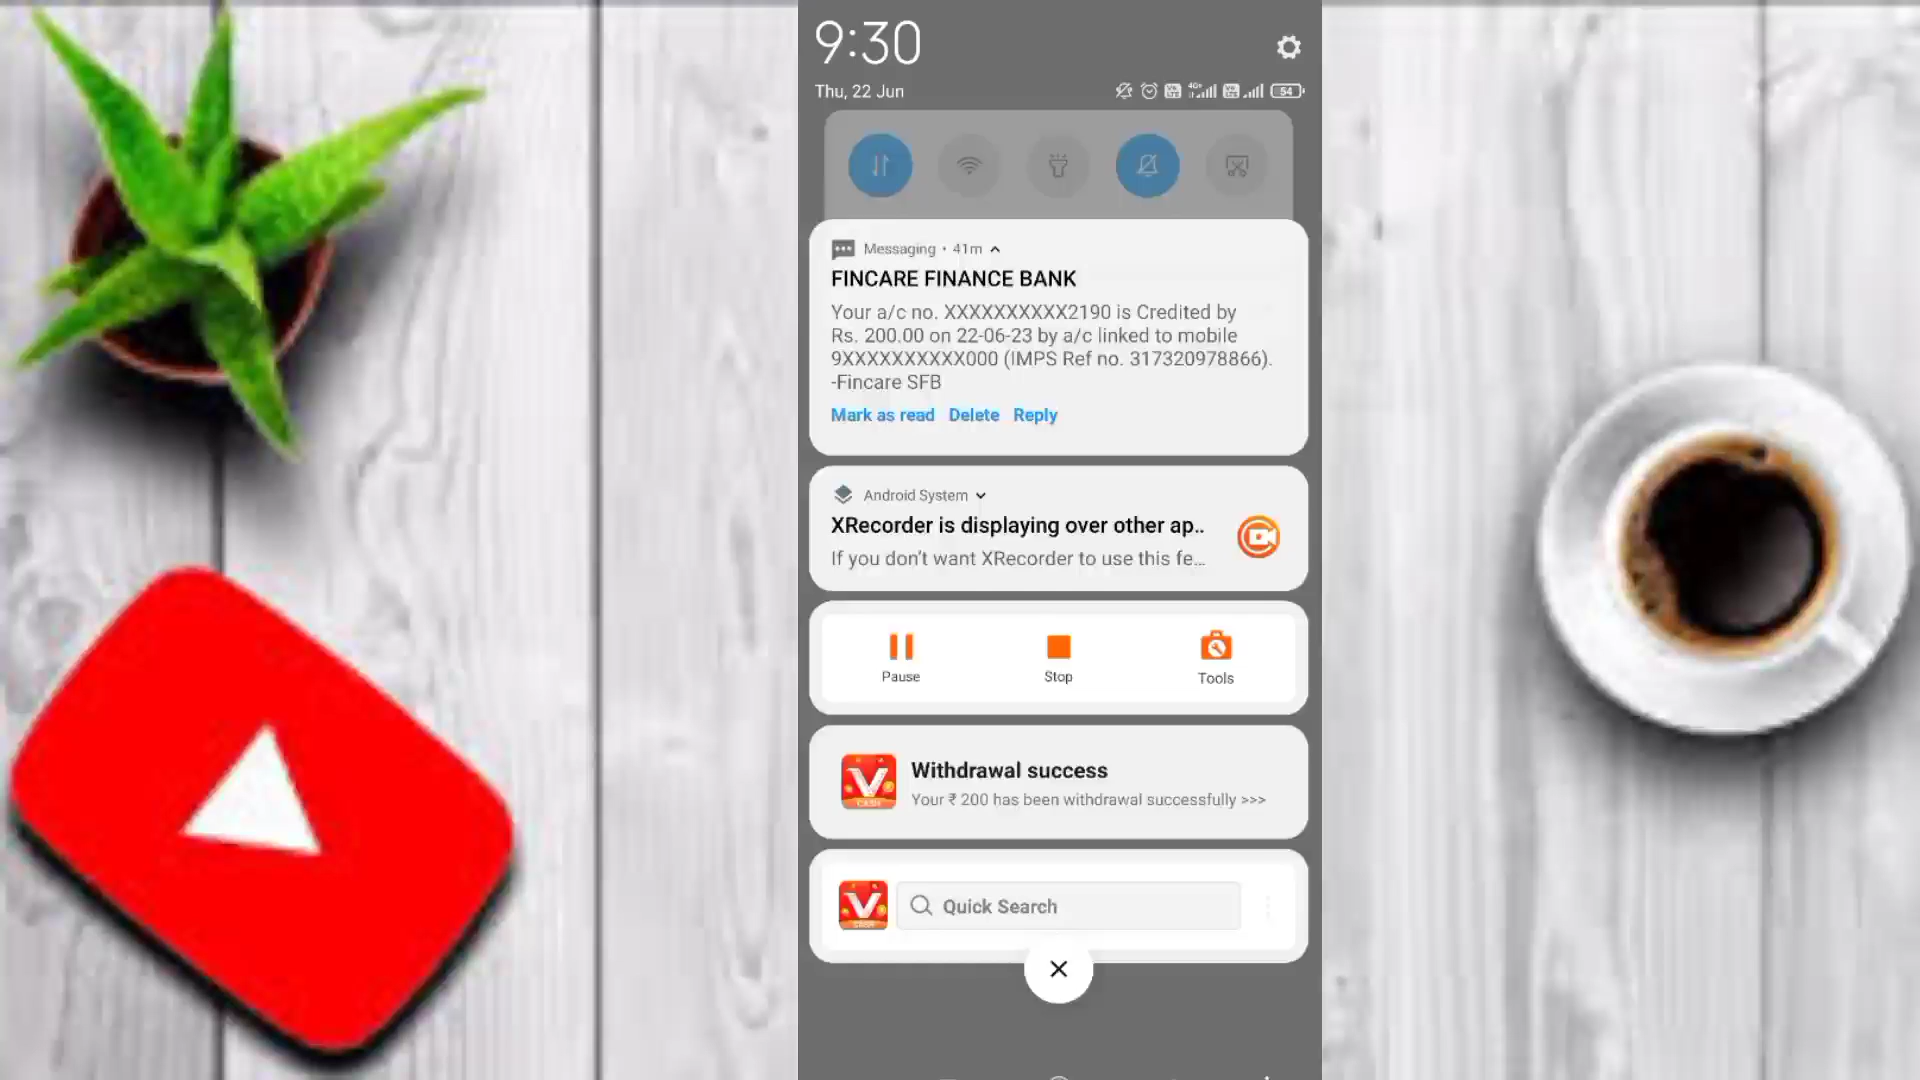 9:30
Thu, 22 Jun
54
Messaging • 41m
FINCARE FINANCE BANK
Your a/c no. XXXXXXXXXX2190 is Credited by
Rs. 200.00 on 22-06-23 by a/c linked to mobile
9XXXXXXXXXX000 (IMPS Ref no. 317320978866).
-Fincare SFB
Mark as read Delete Reply
Android System
XRecorder is displaying over other ap..
If you don't want XRecorder to use this fe...
Pause Stop Tools
Withdrawal success
Your ₹ 200 has been withdrawal successfully >>>
V
CASH
V
CASH
Quick Search